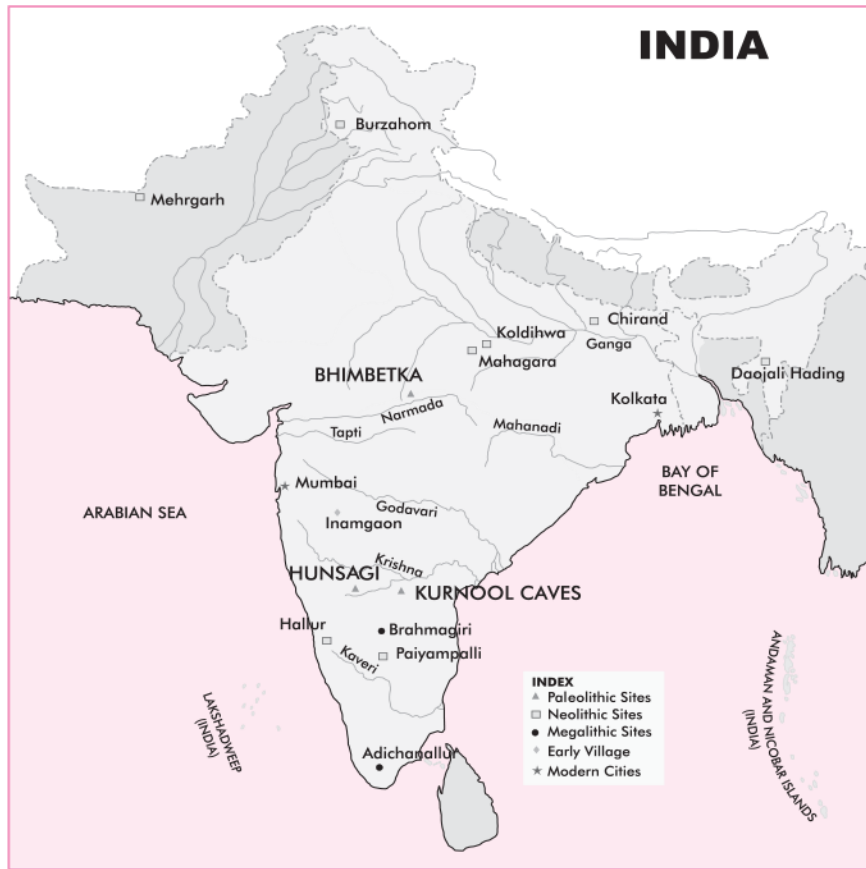 INDIA
Burzahom
Mehrgarh
Chirand
Koldihwa
Ganga
Mahagara
BHIMBETKA
Daojali Hading
Kolkata
Narmada
Tapti
Mahanadi
BAY OF
BENGAL
Mumbai
ARABIAN SEA
Godavari
Inamgaon
Krishna
HUNSAGI
KURNOOL CAVES
Hallur
Brahmagiri
Kaveri
Paiyampalli
LAKSHADWEEP
(INDIA)
ANDAMAN AND NICOBAR ISLANDS
(INDIA)
Adichanallur
INDEX
Paleolithic Sites
Neolithic Sites
Megalithic Sites
Early Village
Modern Cities